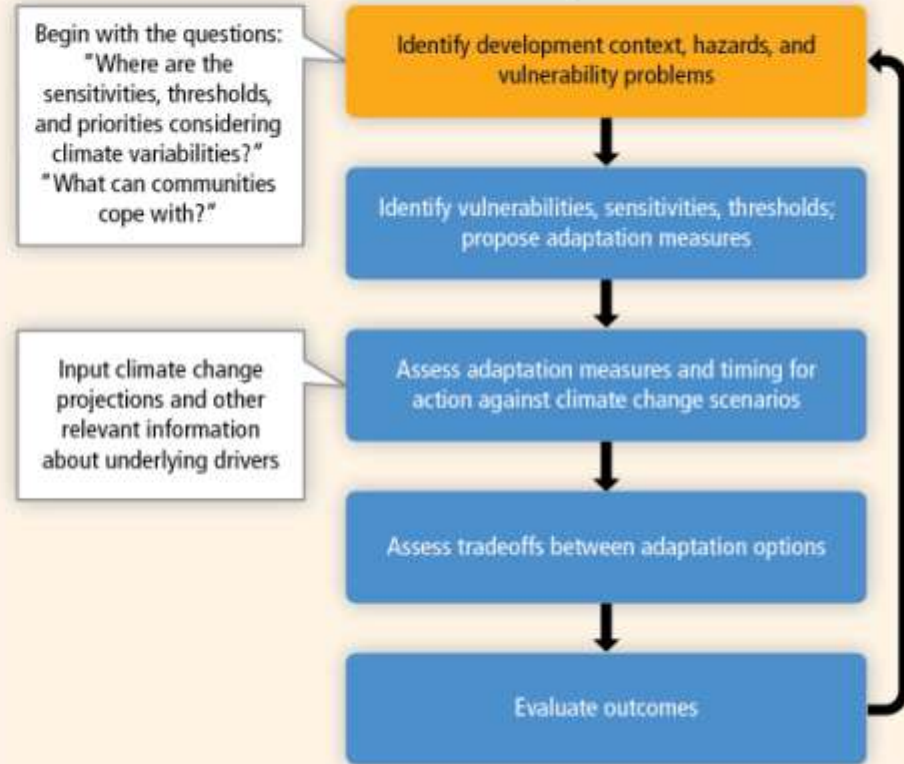 Begin with the questions:
"Where are the
sensitivities, thresholds,
and priorities considering
climate variabilities?"
"What can communities
cope with?"
Identify development context, hazards, and
vulnerability problems
Identify vulnerabilities, sensitivities, thresholds;
propose adaptation measures
Input climate change
projections and other
relevant information
about underlying drivers
Assess adaptation measures and timing for
action against climate change scenarios
Assess tradeoffs between adaptation options
Evaluate outcomes